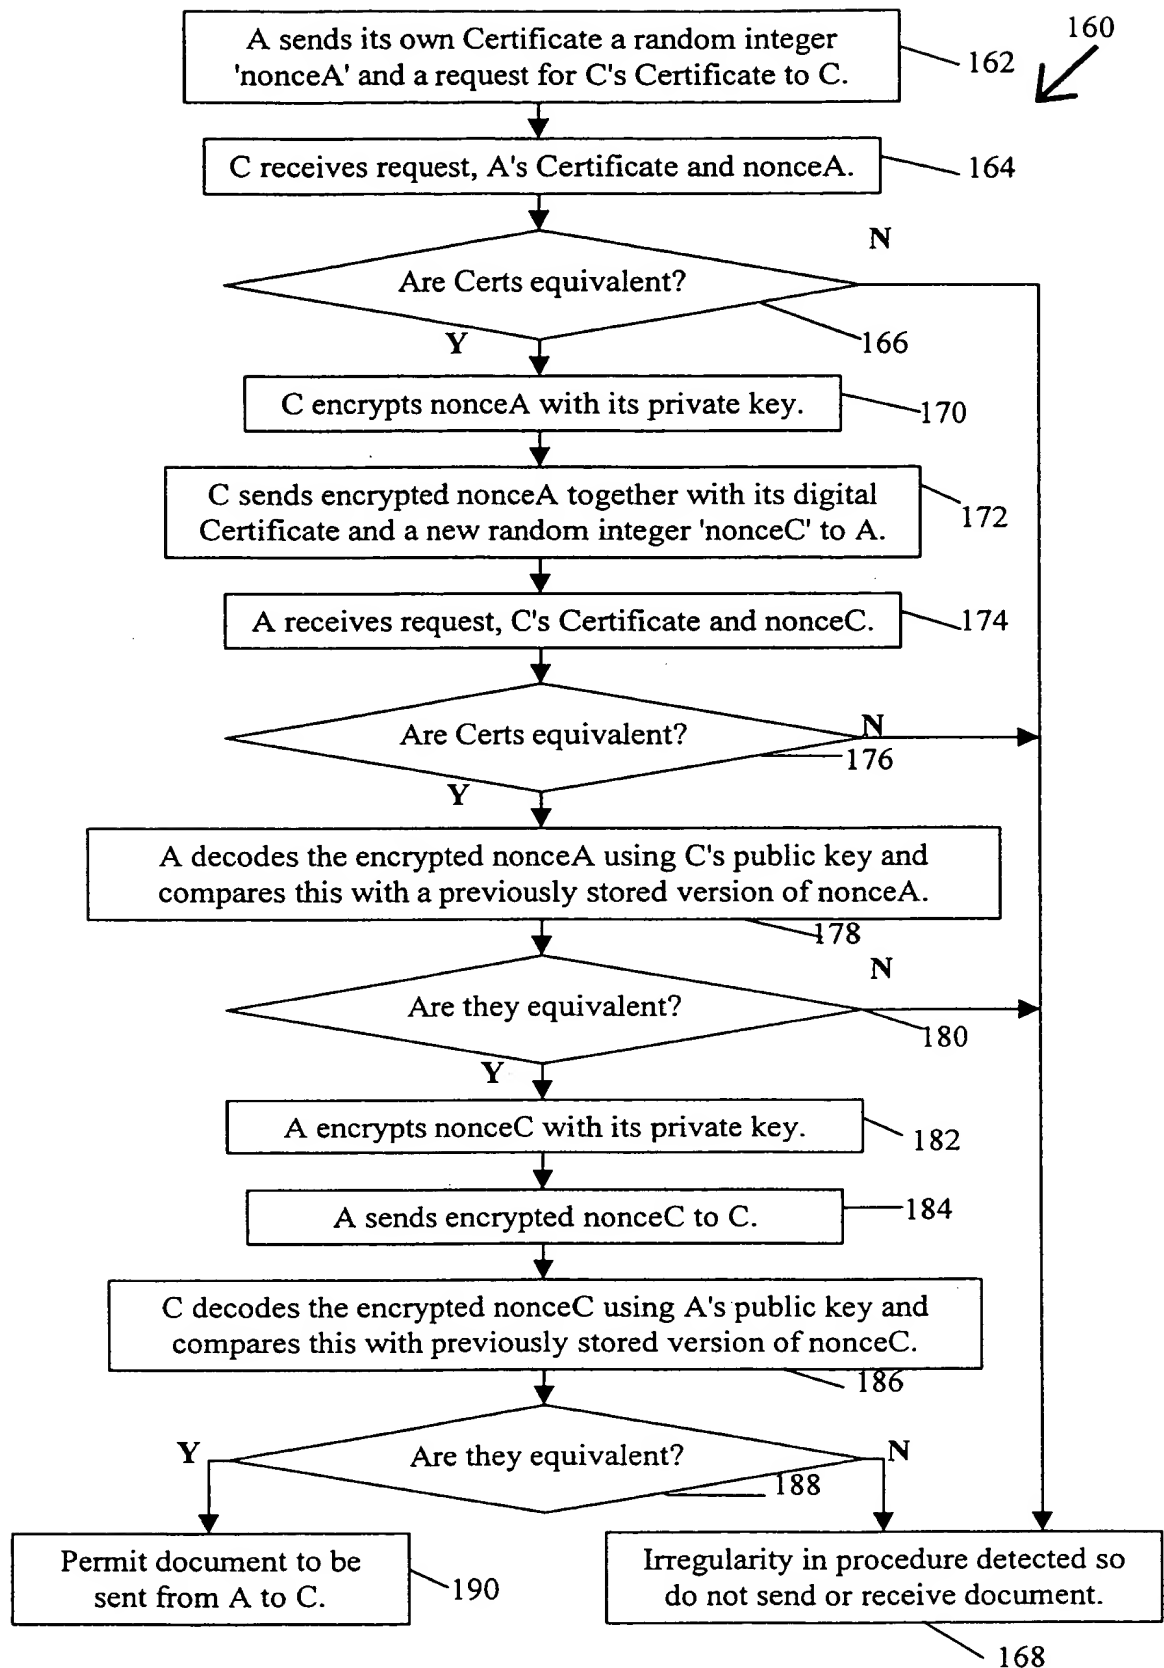 160
A sends its own Certificate a random integer
'nonceA' and a request for C's Certificate to C.
162
C receives request, A's Certificate and nonceA.
164
N
Are Certs equivalent?
166
Y
C encrypts nonceA with its private key.
170
C sends encrypted nonceA together with its digital
Certificate and a new random integer 'nonceC' to A.
172
A receives request, C's Certificate and nonceC.
174
Are Certs equivalent?
N
176
Y
A decodes the encrypted nonceA using C's public key and
compares this with a previously stored version of nonceA.
178
N
Are they equivalent?
180
Y
A encrypts nonceC with its private key.
182
A sends encrypted nonceC to C.
184
C decodes the encrypted nonceC using A's public key and
compares this with previously stored version of nonceC.
186
Y
Are they equivalent?
N
188
Permit document to be
sent from A to C.
190
Irregularity in procedure detected so
do not send or receive document.
168